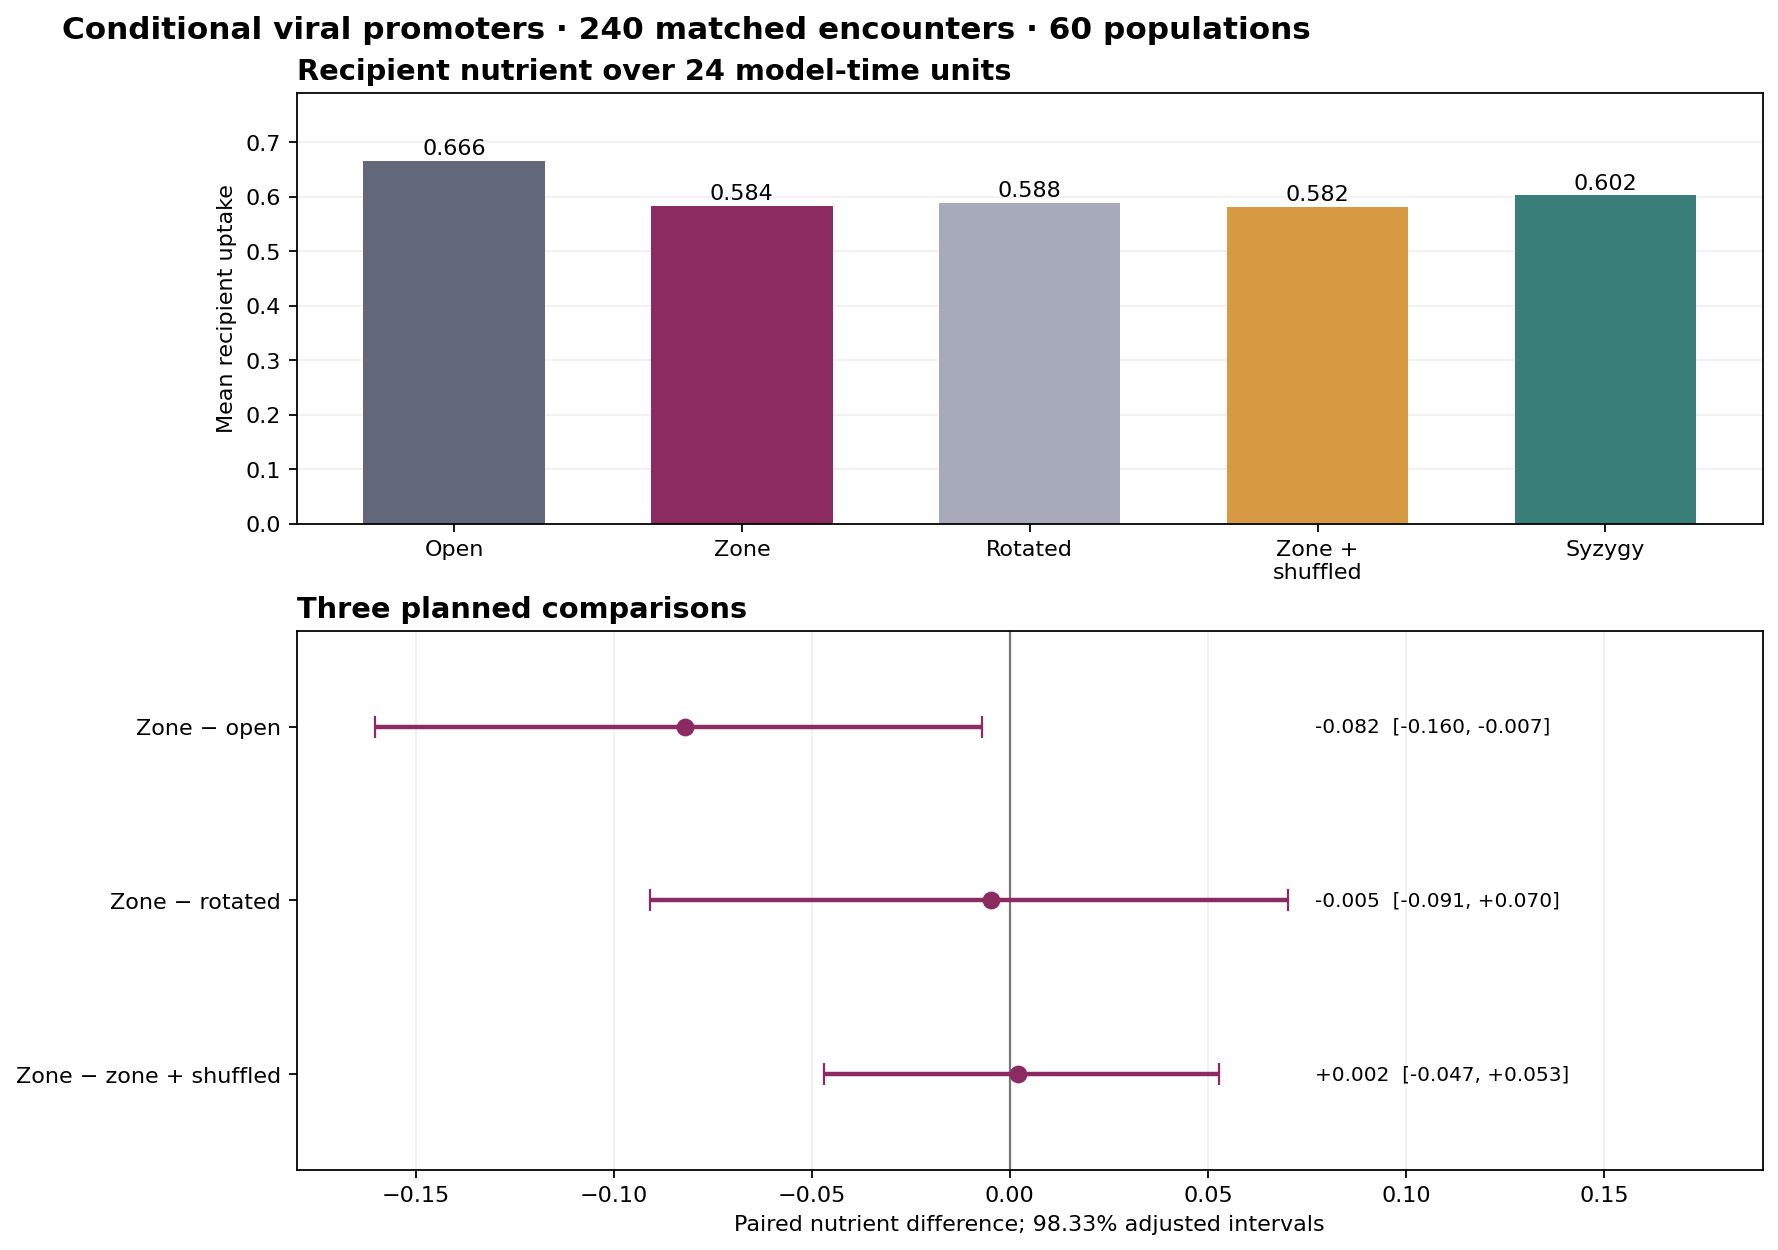 Conditional viral promoters · 240 matched encounters · 60 populations
Recipient nutrient over 24 model-time units
Mean recipient uptake
0.7
0.6
0.5
0.4
0.3
0.2
0.1
0.0
0.666
0.584
0.588
0.582
0.602
Open
Zone
Rotated
Zone +
shuffled
Syzygy
Three planned comparisons
Zone − open
-0.082 [-0.160, -0.007]
Zone − rotated
-0.005 [-0.091, +0.070]
Zone − zone + shuffled
+0.002 [-0.047, +0.053]
−0.15
−0.10
−0.05
0.00
0.05
0.10
0.15
Paired nutrient difference; 98.33% adjusted intervals